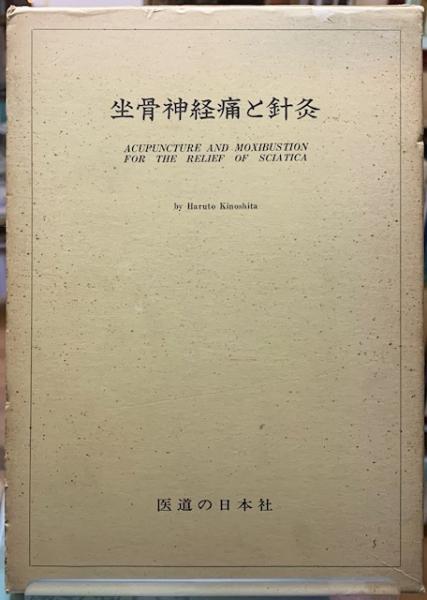 坐骨神経痛と針灸
ACUPUNCTURE AND MOXIBUSTION
FOR THE RELIEF OF SCIATICA
by Haruto Kinoshita
医道の日本社